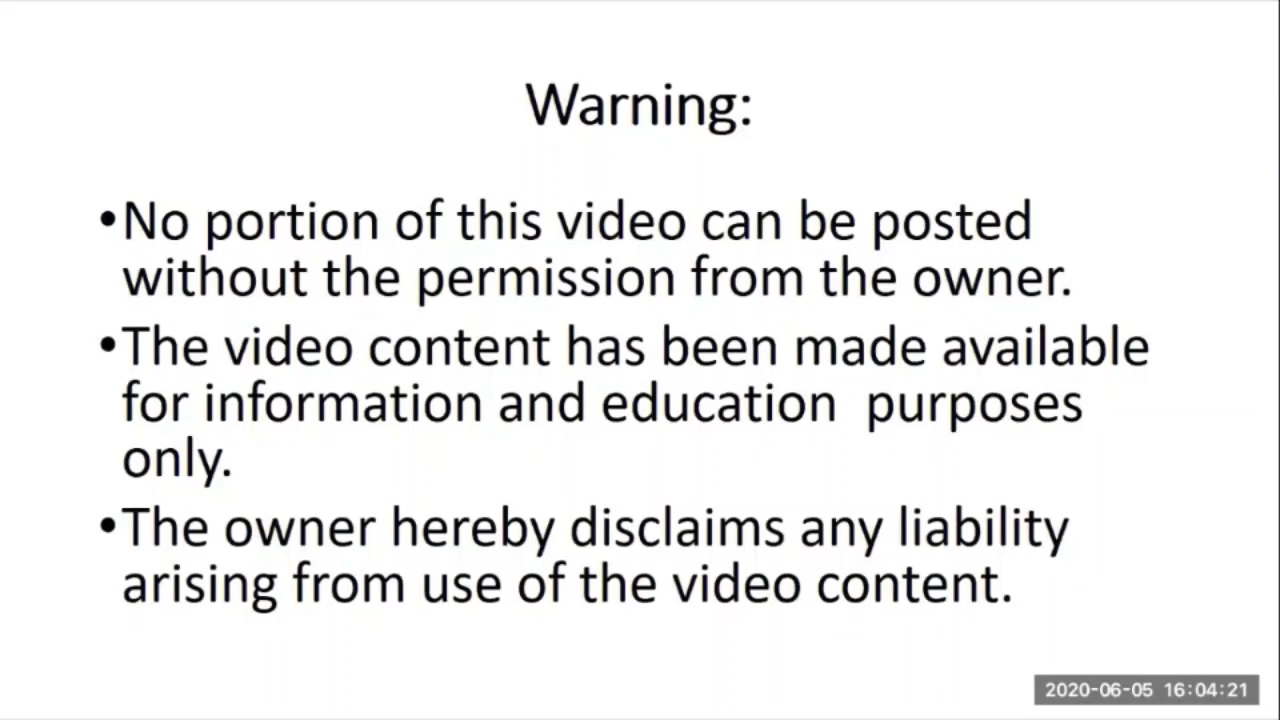 Warning:
•No portion of this video can be posted
without the permission from the owner.
•The video content has been made available
for information and education  purposes
only.
•The owner hereby disclaims any liability
arising from use of the video content.
2020-06-05 16:04:21